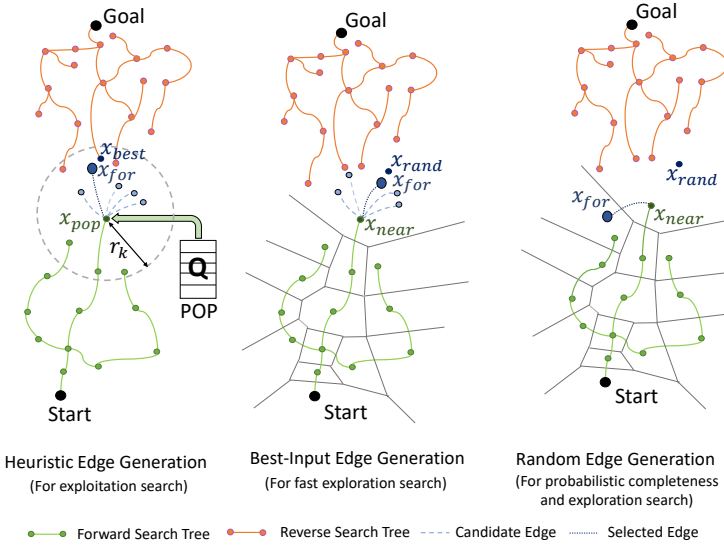 Goal
Goal
Goal
x_best
x_for
x_pop
r_k
Q
POP
Start
x_rand
x_for
x_near
Start
x_rand
x_for
x_near
Start
Heuristic Edge Generation
(For exploitation search)
Best-Input Edge Generation
(For fast exploration search)
Random Edge Generation
(For probabilistic completeness
and exploration search)
Forward Search Tree
Reverse Search Tree
Candidate Edge
Selected Edge